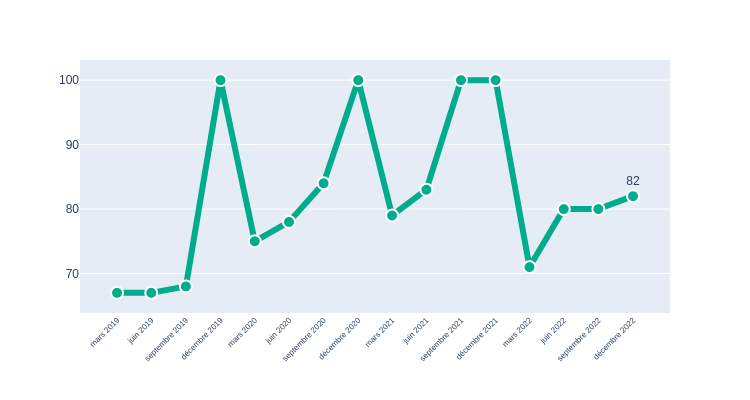 100
90
80
70
82
mars 2019
juin 2019
septembre 2019
décembre 2019
mars 2020
juin 2020
septembre 2020
décembre 2020
mars 2021
juin 2021
septembre 2021
décembre 2021
mars 2022
juin 2022
septembre 2022
décembre 2022